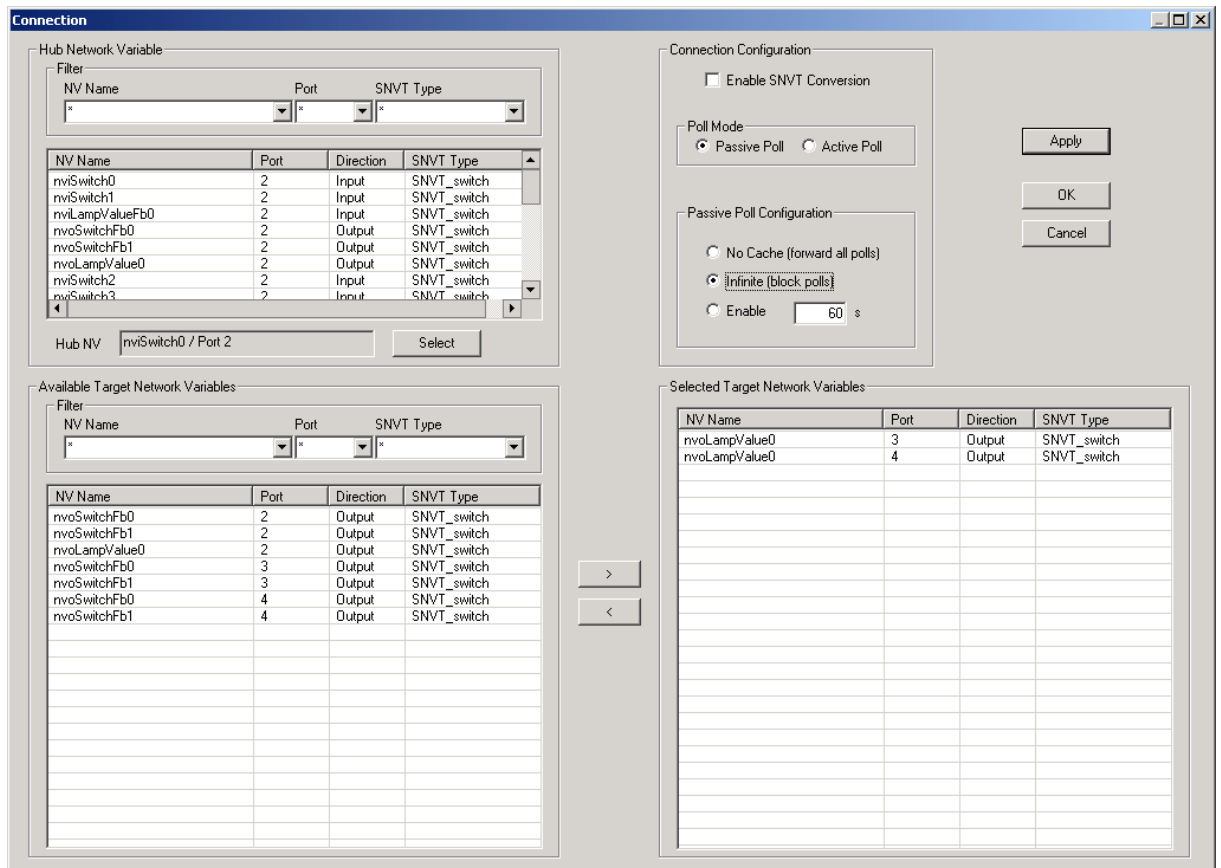 Connection
Hub Network Variable
Filter
NV Name Port SNVT Type
* * *
NV Name Port Direction SNVT Type
nviSwitch0 2 Input SNVT_switch
nviSwitch1 2 Input SNVT_switch
nviLampValueFb0 2 Input SNVT_switch
nvoSwitchFb0 2 Output SNVT_switch
nvoSwitchFb1 2 Output SNVT_switch
nvoLampValue0 2 Output SNVT_switch
nviSwitch2 2 Input SNVT_switch
nviSwitch3 2 Input SNVT_switch
Hub NV nviSwitch0 / Port 2 Select
Connection Configuration
Enable SNVT Conversion
Poll Mode
Passive Poll Active Poll
Passive Poll Configuration
No Cache (forward all polls)
Infinite (block polls)
Enable 60 s
Apply
OK
Cancel
Available Target Network Variables
Filter
NV Name Port SNVT Type
* * *
NV Name Port Direction SNVT Type
nvoSwitchFb0 2 Output SNVT_switch
nvoSwitchFb1 2 Output SNVT_switch
nvoLampValue0 2 Output SNVT_switch
nvoSwitchFb0 3 Output SNVT_switch
nvoSwitchFb1 3 Output SNVT_switch
nvoSwitchFb0 4 Output SNVT_switch
nvoSwitchFb1 4 Output SNVT_switch
>
<
Selected Target Network Variables
NV Name Port Direction SNVT Type
nvoLampValue0 3 Output SNVT_switch
nvoLampValue0 4 Output SNVT_switch